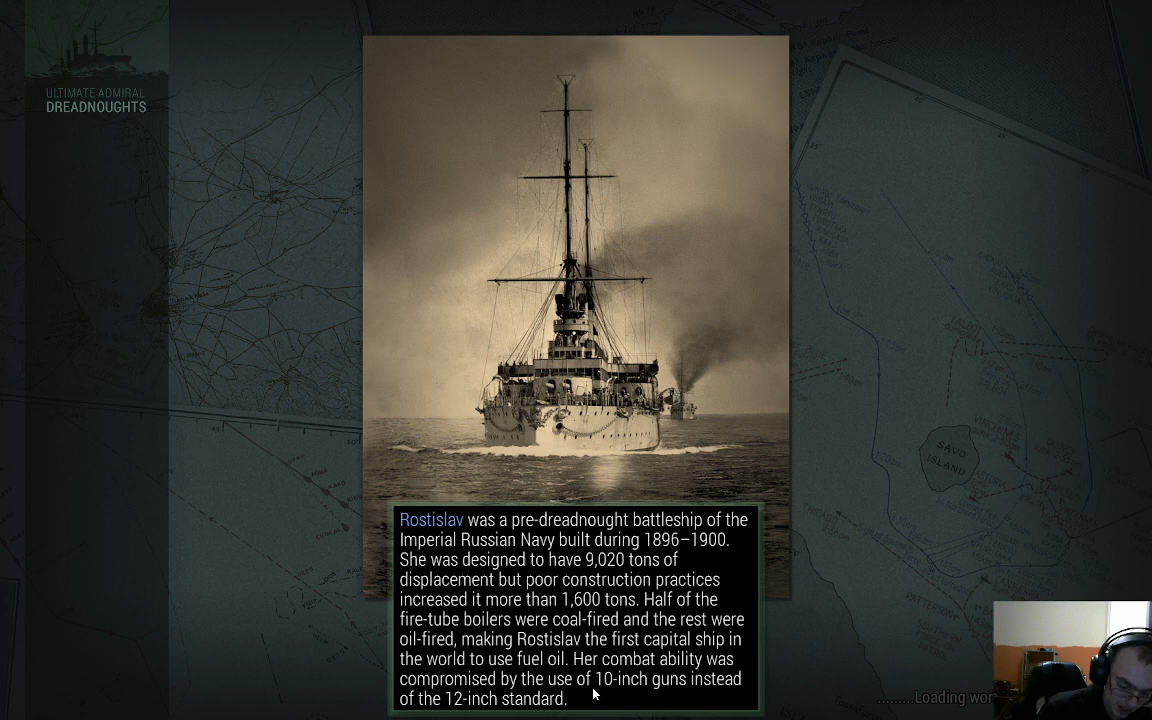 ULTIMATE ADMIRAL
DREADNOUGHTS
SAVO
ISLAND
Rostislav was a pre-dreadnought battleship of the
Imperial Russian Navy built during 1896–1900.
She was designed to have 9,020 tons of
displacement but poor construction practices
increased it more than 1,600 tons. Half of the
fire-tube boilers were coal-fired and the rest were
oil-fired, making Rostislav the first capital ship in
the world to use fuel oil. Her combat ability was
compromised by the use of 10-inch guns instead
of the 12-inch standard.
.........Loading wor